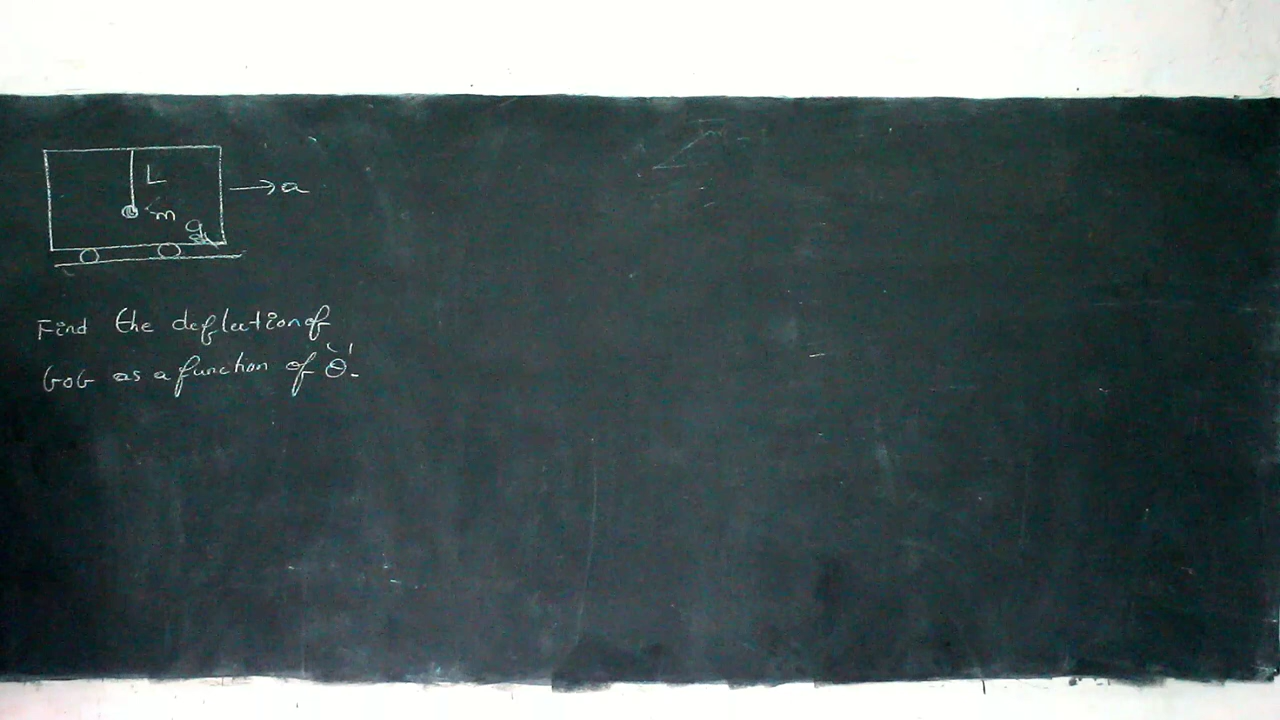 L
m
→a
Find the deflection of
bob as a function of 'θ'.